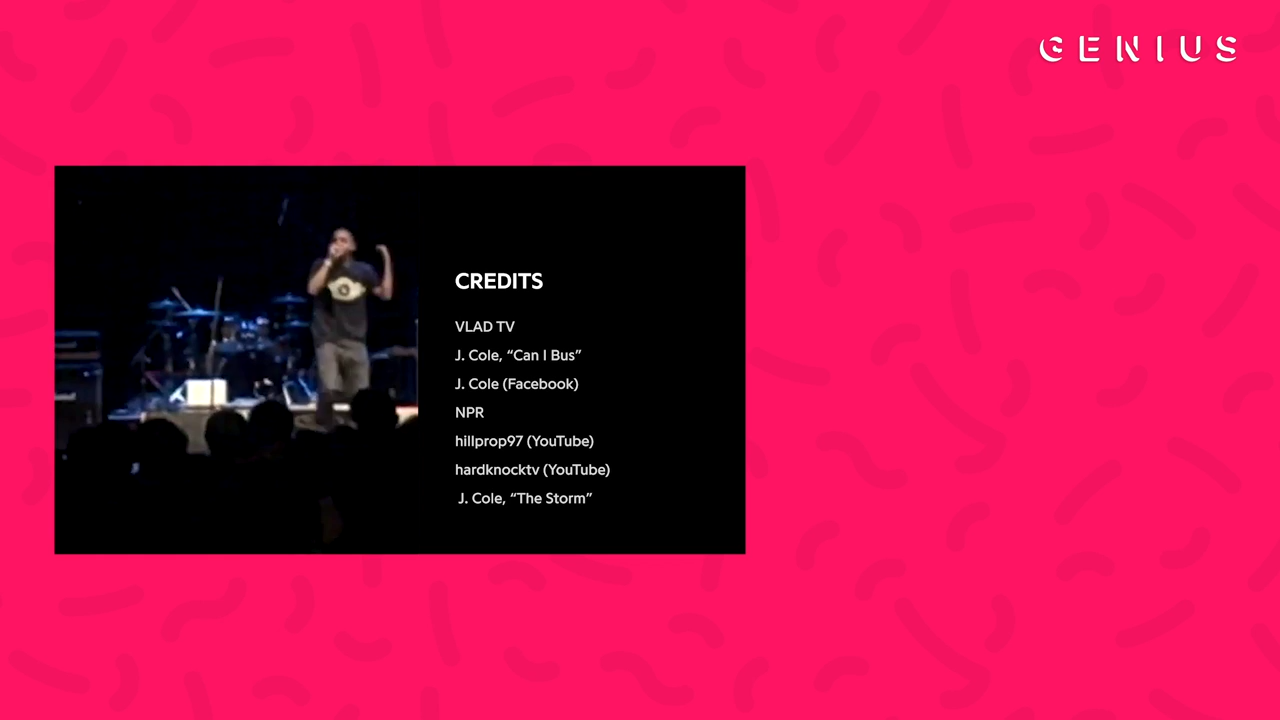 GENIUS
CREDITS
VLAD TV
J. Cole, “Can I Bus”
J. Cole (Facebook)
NPR
hillprop97 (YouTube)
hardknocktv (YouTube)
J. Cole, “The Storm”